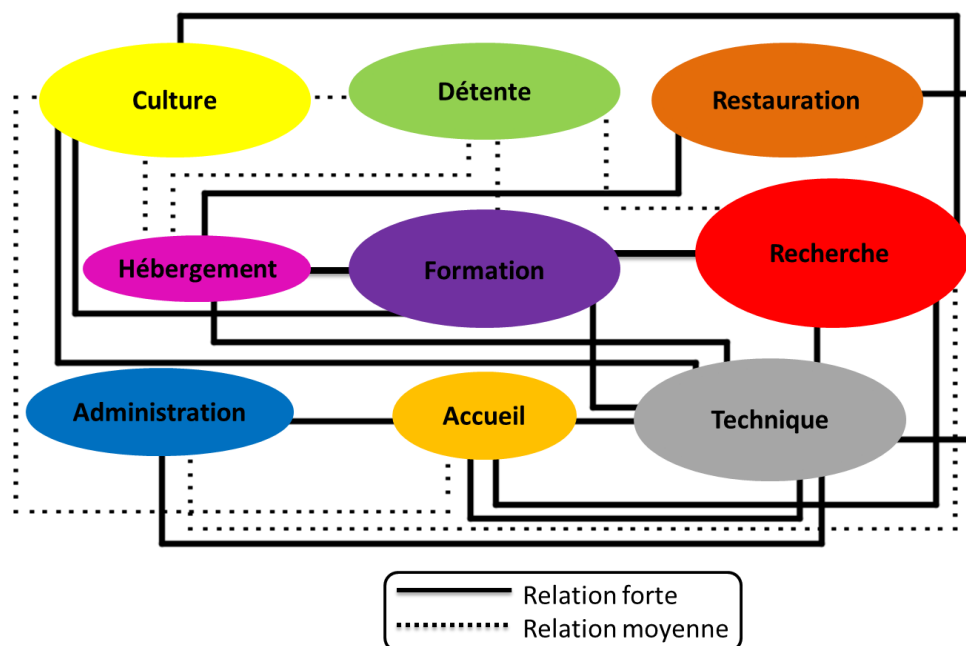 Culture
Détente
Restauration
Hébergement
Formation
Recherche
Administration
Accueil
Technique
Relation forte
Relation moyenne